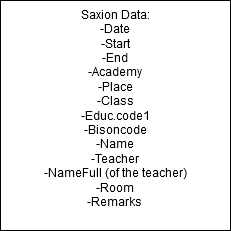 Saxion Data:
-Date
-Start
-End
-Academy
-Place
-Class
-Educ.code1
-Bisoncode
-Name
-Teacher
-NameFull (of the teacher)
-Room
-Remarks